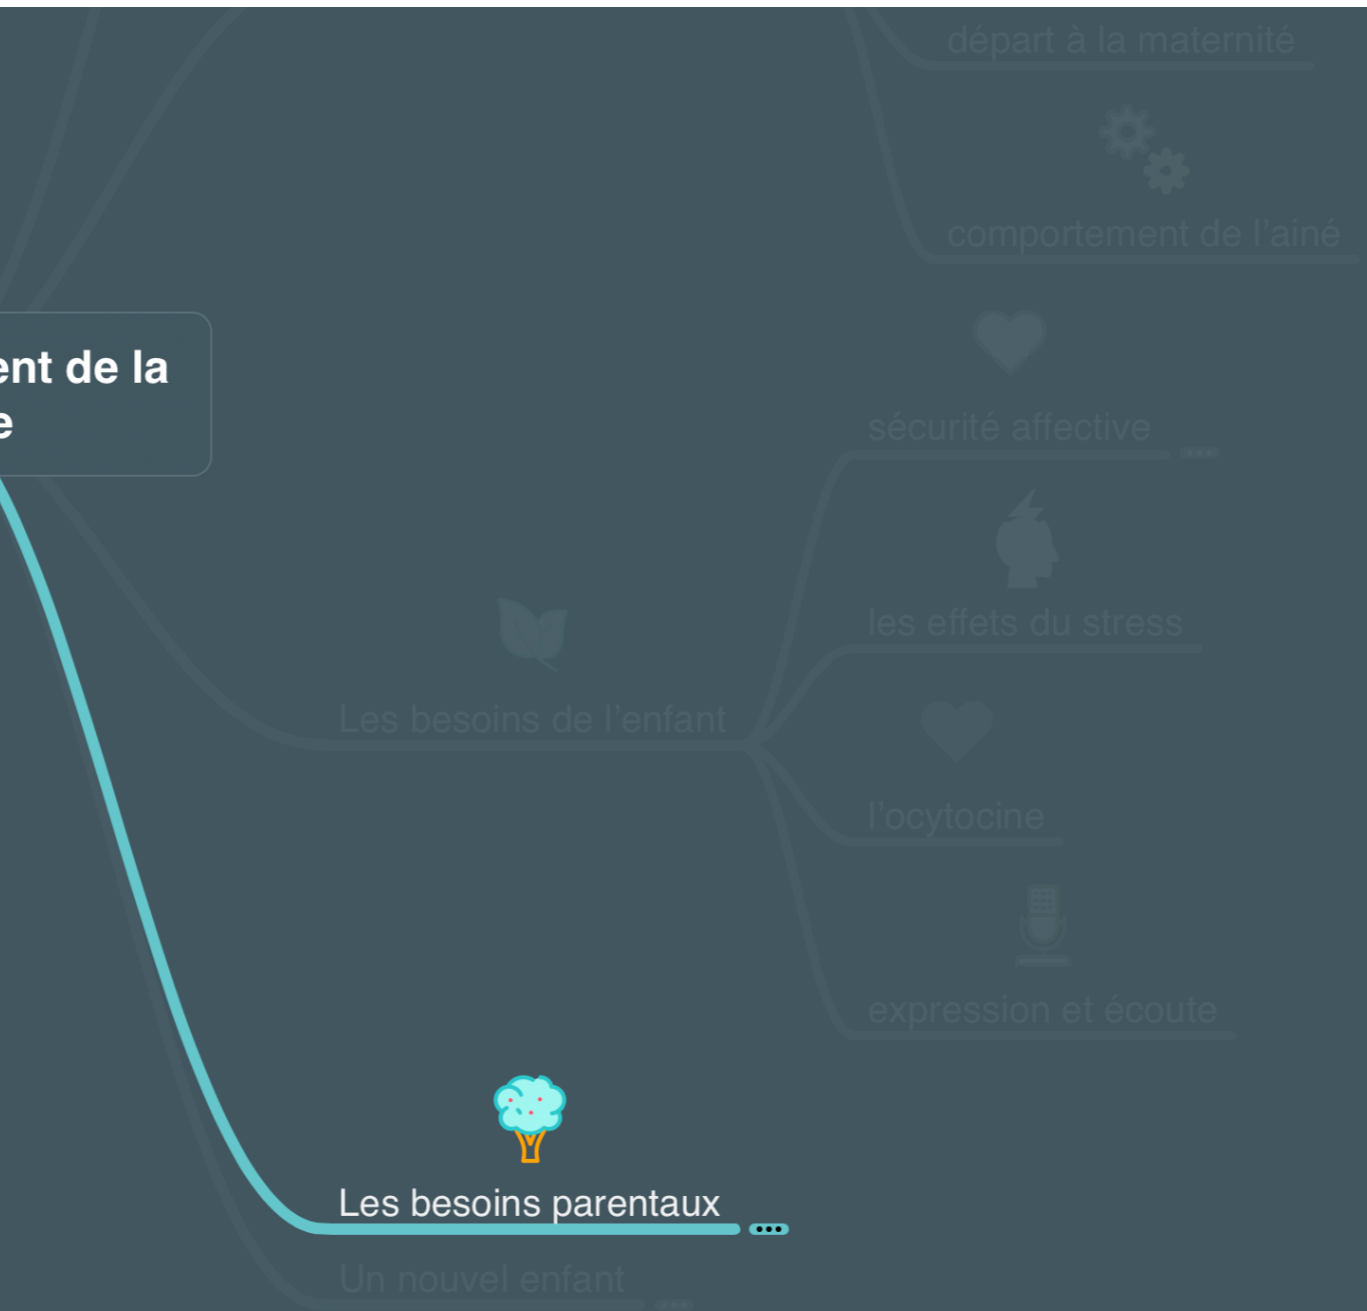 départ à la maternité
comportement de l'ainé
ent de la
e
sécurité affective
les effets du stress
Les besoins de l'enfant
l'ocytocine
expression et écoute
Les besoins parentaux
Un nouvel enfant